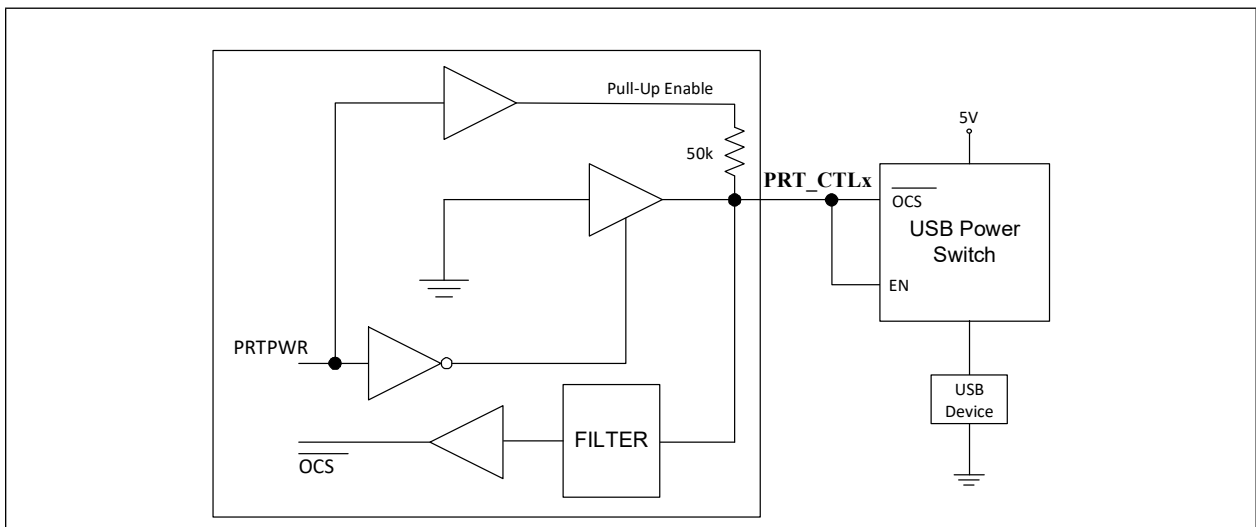 Pull-Up Enable
5V
50k
PRT_CTLx
OCS
USB Power
Switch
EN
PRTPWR
USB
Device
FILTER
OCS